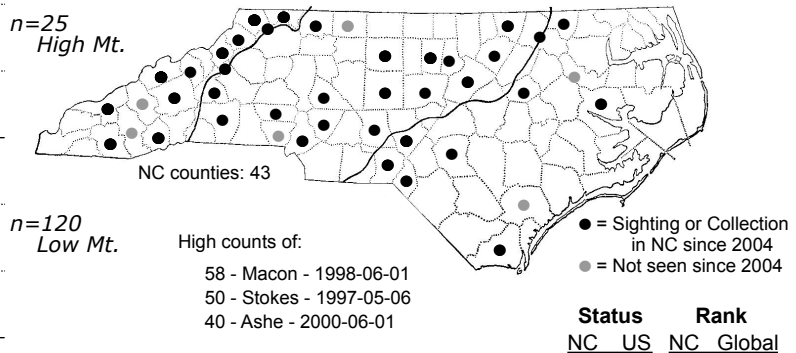 n=25
High Mt.
NC counties: 43
n=120
Low Mt.
High counts of:
58 - Macon - 1998-06-01
50 - Stokes - 1997-05-06
40 - Ashe - 2000-06-01
= Sighting or Collection
in NC since 2004
= Not seen since 2004
Status Rank
NC US NC Global